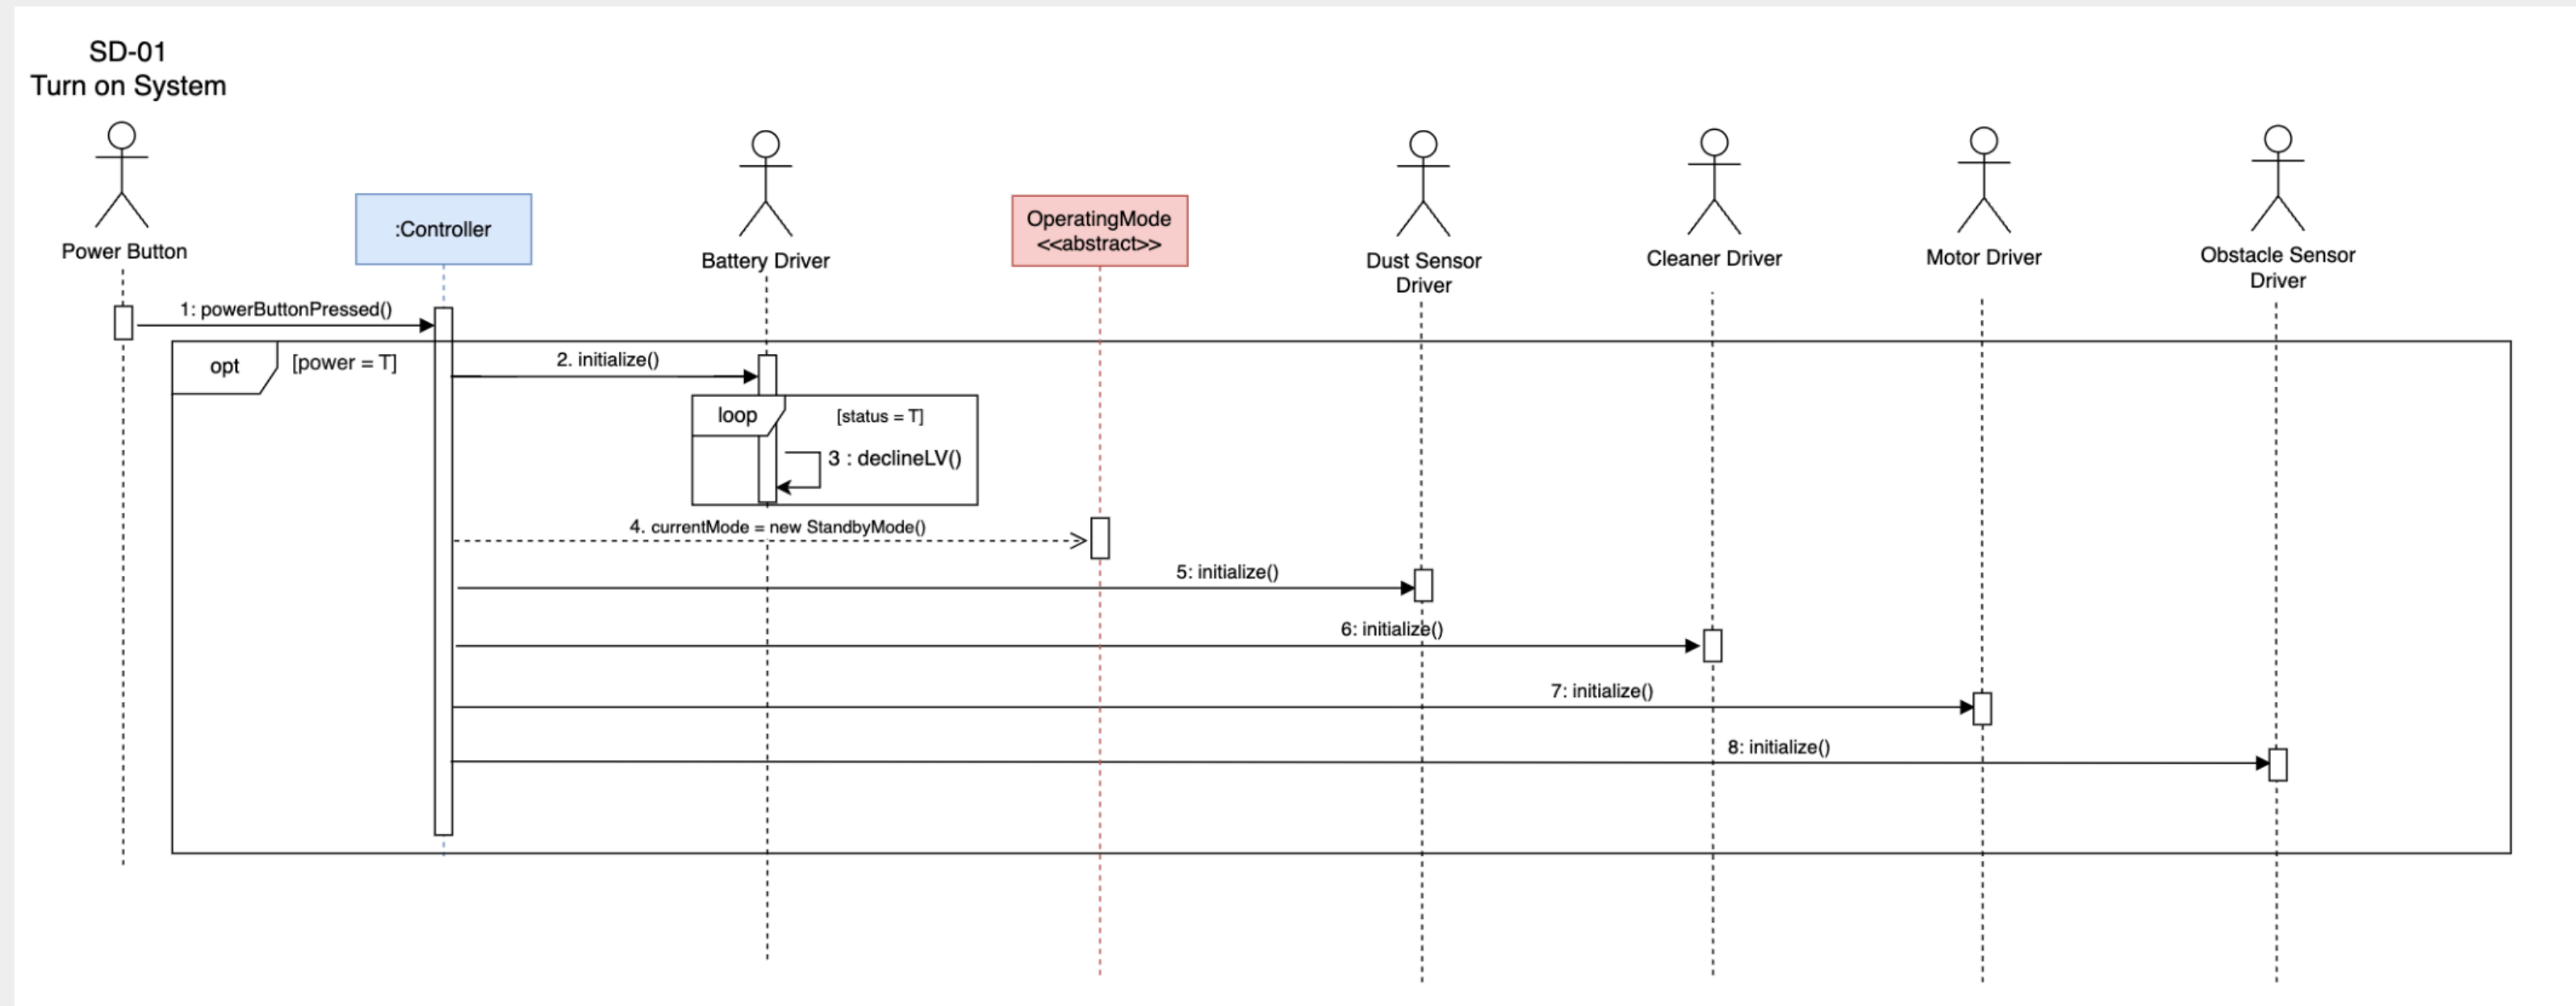 SD-01
Turn on System
Power Button
:Controller
Battery Driver
OperatingMode
<<abstract>>
Dust Sensor
Driver
Cleaner Driver
Motor Driver
Obstacle Sensor
Driver
1: powerButtonPressed()
opt
[power = T]
2. initialize()
loop
[status = T]
3 : declineLV()
4. currentMode = new StandbyMode()
5: initialize()
6: initialize()
7: initialize()
8: initialize()